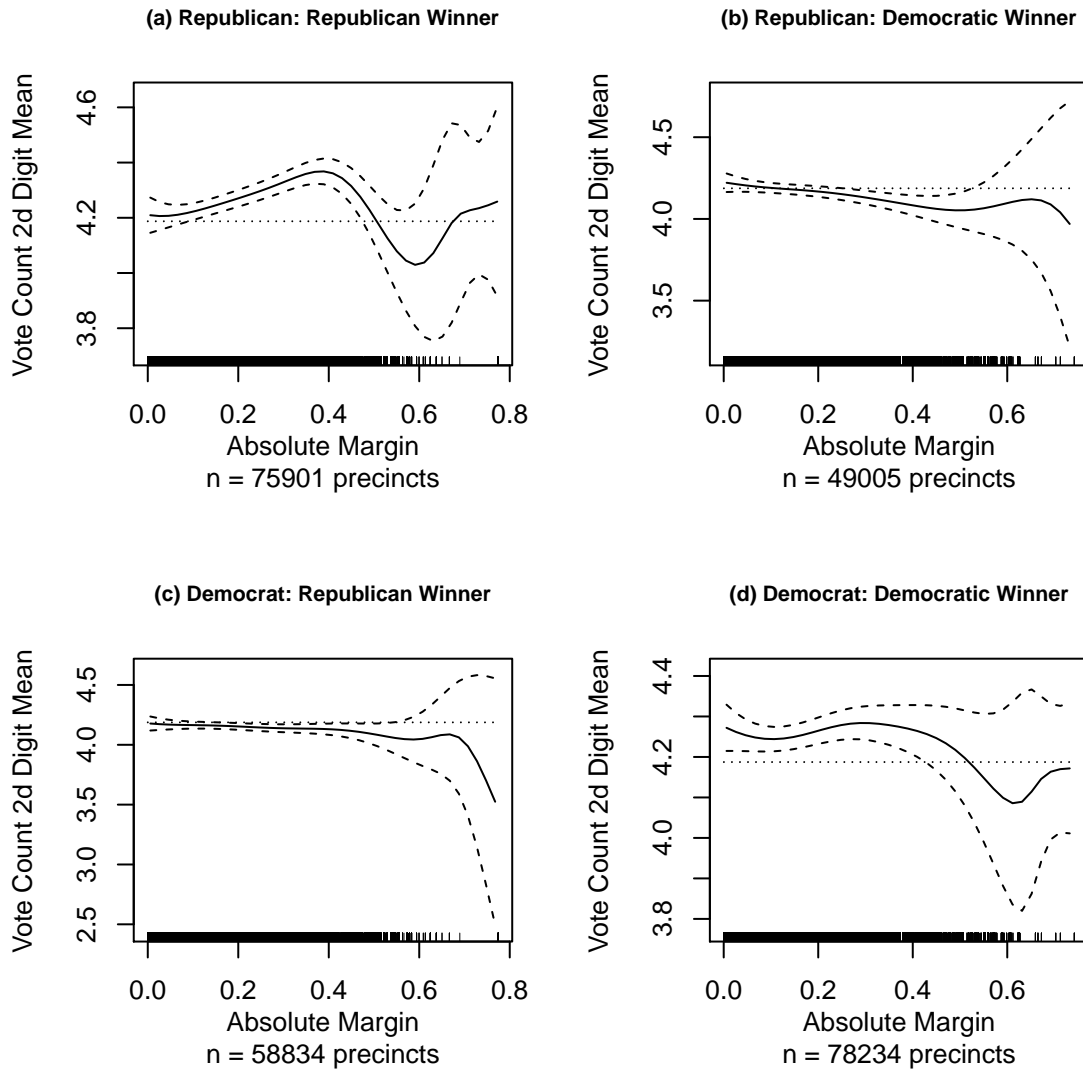 (a) Republican: Republican Winner
Vote Count 2d Digit Mean
3.8 4.2 4.6
0.0 0.2 0.4 0.6 0.8
Absolute Margin
n = 75901 precincts
(b) Republican: Democratic Winner
Vote Count 2d Digit Mean
3.5 4.0 4.5
0.0 0.2 0.4 0.6
Absolute Margin
n = 49005 precincts
(c) Democrat: Republican Winner
Vote Count 2d Digit Mean
2.5 3.0 3.5 4.0 4.5
0.0 0.2 0.4 0.6 0.8
Absolute Margin
n = 58834 precincts
(d) Democrat: Democratic Winner
Vote Count 2d Digit Mean
3.8 4.0 4.2 4.4
0.0 0.2 0.4 0.6
Absolute Margin
n = 78234 precincts